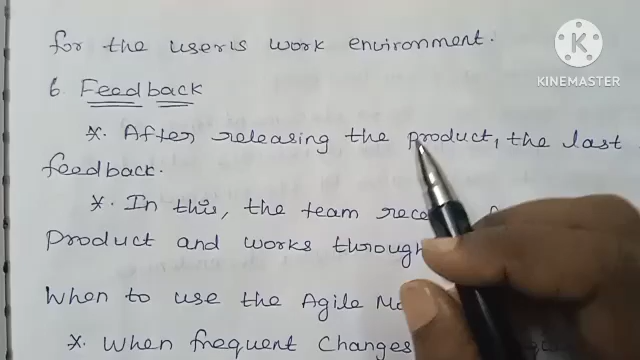 for the user's work environment.
K
KINEMASTER
6. Feedback
*. After releasing the product, the last
feedback.
*. In this, the team
product and works through
When to use the Agile
*. When frequent changes